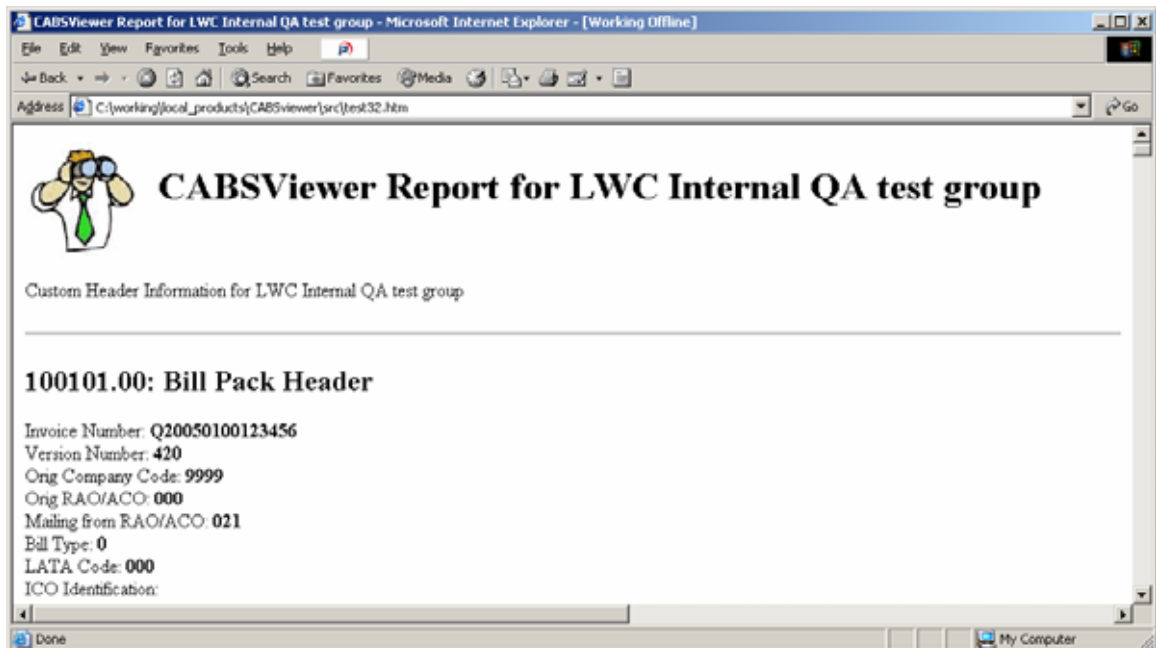 CABSViewer Report for LWC Internal QA test group - Microsoft Internet Explorer - [Working Offline]
File Edit View Favorites Tools Help
Back Search Favorites Media
Address C:\working\local_products\CABSviewer\src\test32.htm Go
CABSViewer Report for LWC Internal QA test group
Custom Header Information for LWC Internal QA test group
100101.00: Bill Pack Header
Invoice Number: Q20050100123456
Version Number: 420
Orig Company Code: 9999
Orig RAO/ACO: 000
Mailing from RAO/ACO: 021
Bill Type: 0
LATA Code: 000
ICO Identification:
Done My Computer